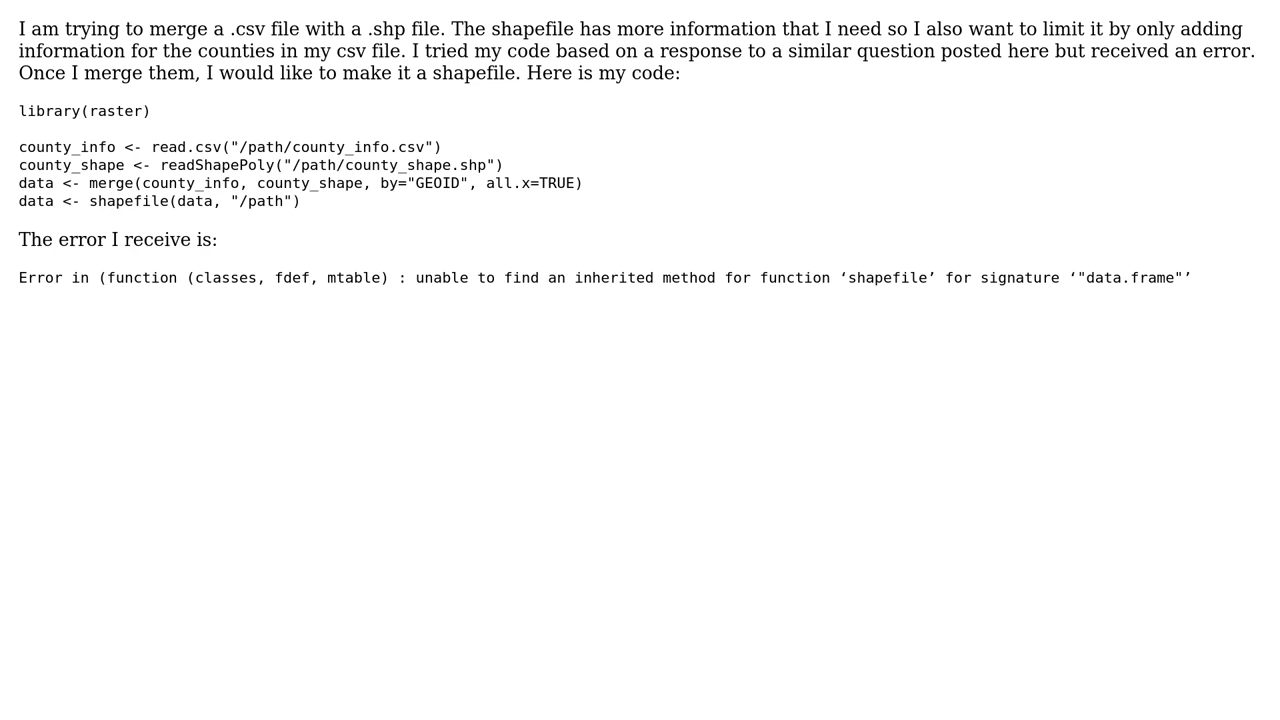 I am trying to merge a .csv file with a .shp file. The shapefile has more information that I need so I also want to limit it by only adding
information for the counties in my csv file. I tried my code based on a response to a similar question posted here but received an error.
Once I merge them, I would like to make it a shapefile. Here is my code:
library(raster)
county_info <- read.csv("/path/county_info.csv")
county_shape <- readShapePoly("/path/county_shape.shp")
data <- merge(county_info, county_shape, by="GEOID", all.x=TRUE)
data <- shapefile(data, "/path")
The error I receive is:
Error in (function (classes, fdef, mtable) : unable to find an inherited method for function ‘shapefile’ for signature ‘"data.frame"’